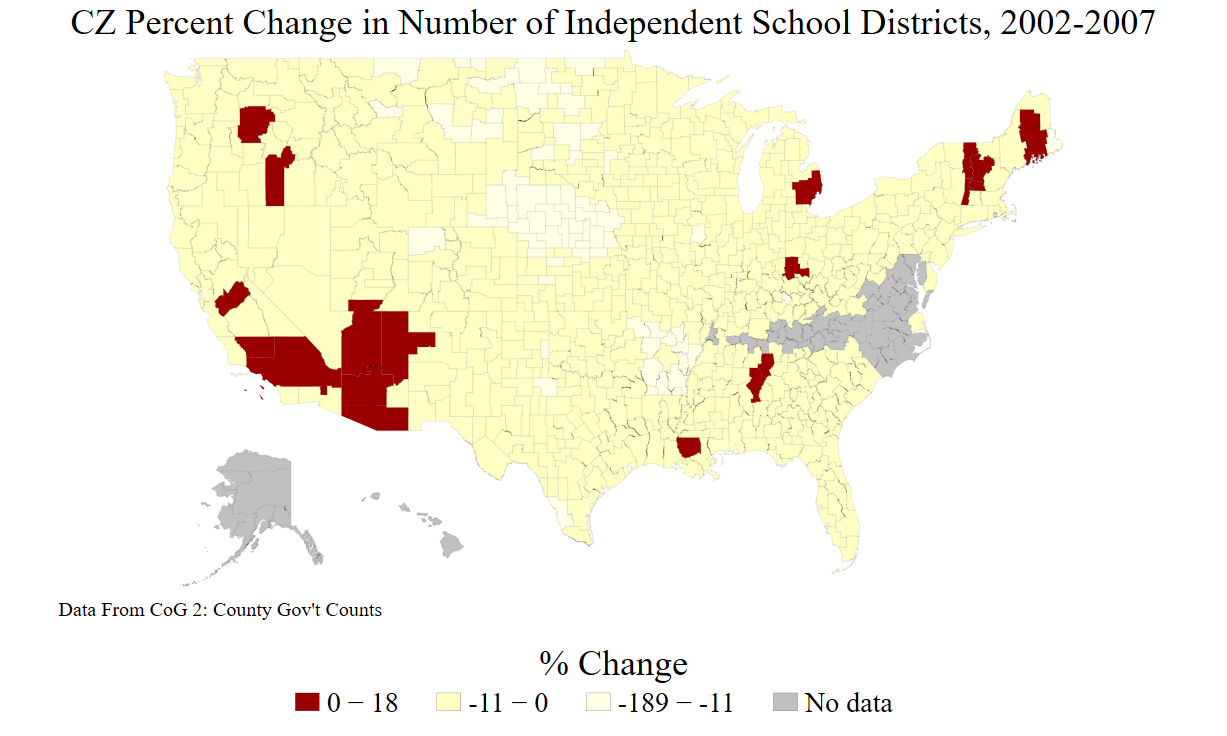 CZ Percent Change in Number of Independent School Districts, 2002-2007
Data From CoG 2: County Gov't Counts
% Change
0 − 18
-11 − 0
-189 − -11
No data